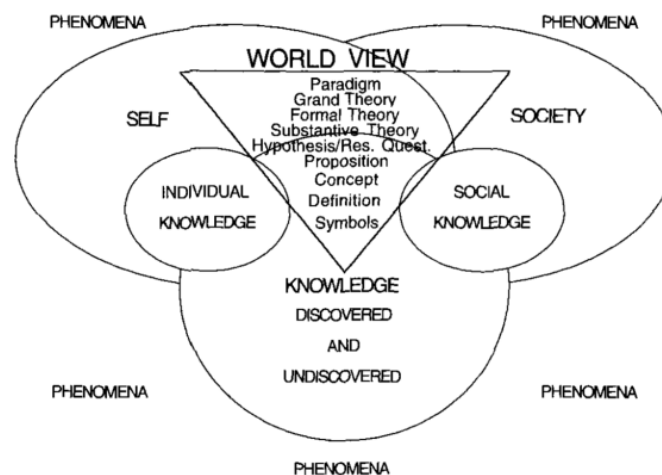 PHENOMENA
PHENOMENA
WORLD VIEW
Paradigm
Grand Theory
Formal Theory
Substantive Theory
Hypothesis/Res. Quest.
Proposition
Concept
Definition
Symbols
SELF
SOCIETY
INDIVIDUAL
KNOWLEDGE
SOCIAL
KNOWLEDGE
KNOWLEDGE
DISCOVERED
AND
UNDISCOVERED
PHENOMENA
PHENOMENA
PHENOMENA